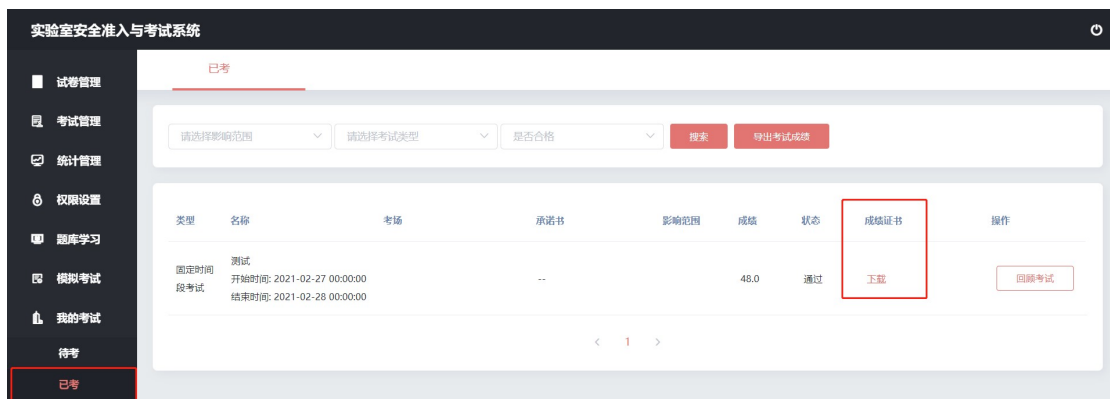 实验室安全准入与考试系统
试卷管理
考试管理
统计管理
权限设置
题库学习
模拟考试
我的考试
待考
已考
已考
请选择影响范围
请选择考试类型
是否合格
搜索
导出考试成绩
类型 名称 考场 承诺书 影响范围 成绩 状态 成绩证书 操作
固定时间
段考试
测试
开始时间: 2021-02-27 00:00:00
结束时间: 2021-02-28 00:00:00
-- 48.0 通过 下载 回顾考试
< 1 >